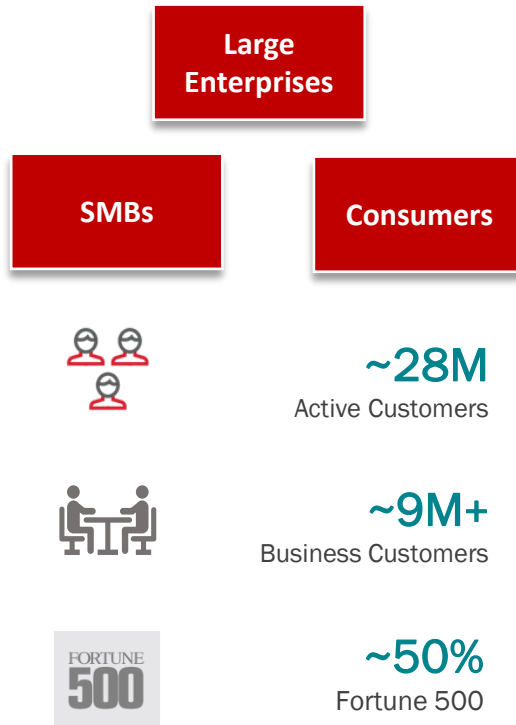 Large
Enterprises
SMBs
Consumers
~28M
Active Customers
~9M+
Business Customers
FORTUNE
500
~50%
Fortune 500